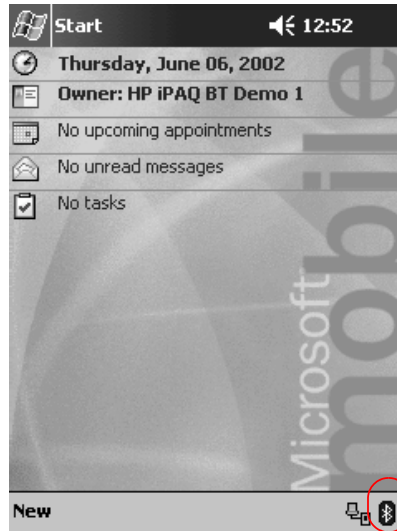 Start 12:52
Thursday, June 06, 2002
Owner: HP iPAQ BT Demo 1
No upcoming appointments
No unread messages
No tasks
Microsoft
mobile
New